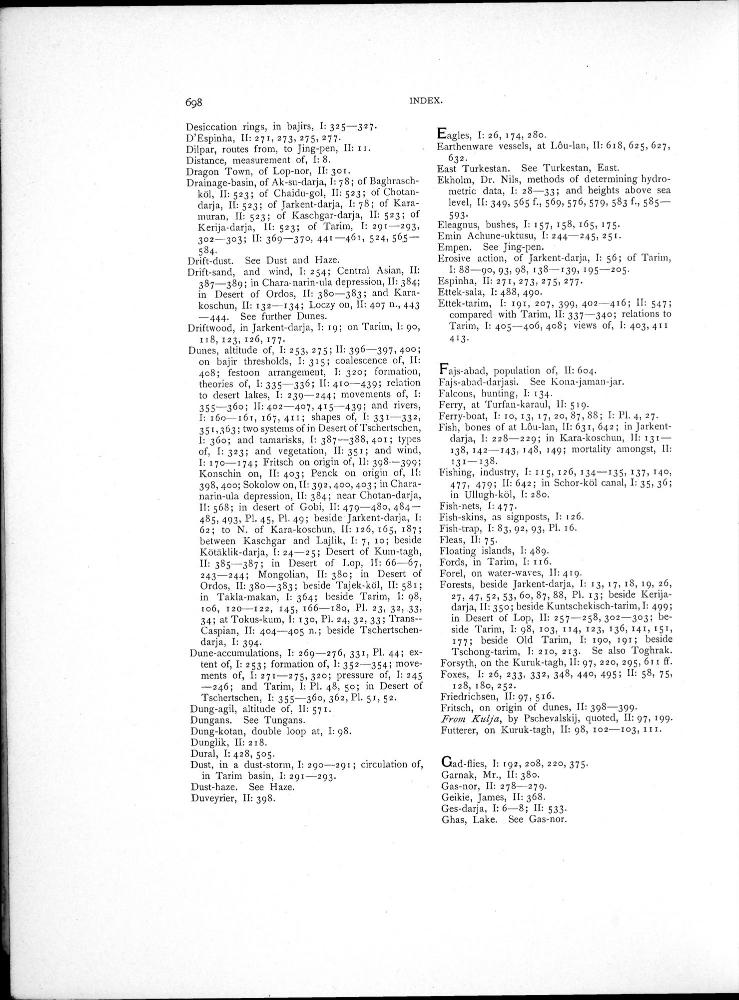 698
INDEX.
Desiccation rings, in bajirs, I: 325—327.
D'Espinha, II: 271, 273, 275, 277.
Dilpar, routes from, to Jing-pen, II: 11.
Distance, measurement of, I: 8.
Dragon Town, of Lop-nor, II: 301.
Drainage-basin, of Ak-su-darja, I: 78; of Baghrasch-
köl, II: 523; of Chaidu-gol, II: 523; of Chotan-
darja, II: 523; of Jarkent-darja, I: 78; of Kara-
muran, II: 523; of Kaschgar-darja, II: 523; of
Kerija-darja, II: 523; of Tarim, I: 291—293,
302—303; II: 369—370, 441—461, 524, 565—
584.
Drift-dust. See Dust and Haze.
Drift-sand, and wind, I: 254; Central Asian, II:
387—389; in Chara-narin-ula depression, II: 384;
in Desert of Ordos, II: 380—383; and Kara-
koschun, II: 132—134; Loczy on, II: 407 n., 443
—444. See further Dunes.
Driftwood, in Jarkent-darja, I: 19; on Tarim, I: 90,
118, 123, 126, 177.
Dunes, altitude of, I: 253, 275; II: 396—397, 400;
on bajir thresholds, I: 315; coalescence of, II:
408; festoon arrangement, I: 320; formation,
theories of, I: 335—336; II: 410—439; relation
to desert lakes, I: 239—244; movements of, I:
355—360; II: 402—407, 415—439; and rivers,
I: 160—161, 167, 411; shapes of, I: 331—332,
351,363; two systems of in Desert of Tschertschen,
I: 360; and tamarisks, I: 387—388, 401; types
of, I: 323; and vegetation, II: 351; and wind,
I: 170—174; Fritsch on origin of, II: 398—399;
Konschin on, II: 403; Penck on origin of, II:
398, 400; Sokolow on, II: 392, 400, 403; in Chara-
narin-ula depression, II: 384; near Chotan-darja,
II: 568; in desert of Gobi, II: 479—480, 484—
485, 493, Pl. 45, Pl. 49; beside Jarkent-darja, I:
62; to N. of Kara-koschun, II: 126, 165, 187;
between Kaschgar and Lajlik, I: 7, 10; beside
Kötäklik-darja, I: 24—25; Desert of Kum-tagh,
II: 385—387; in Desert of Lop, II: 66—67,
243—244; Mongolian, II: 380; in Desert of
Ordos, II: 380—383; beside Tajek-köl, II: 581;
in Takla-makan, I: 364; beside Tarim, I: 98,
106, 120—122, 145, 166—180, Pl. 23, 32, 33,
34; at Tokus-kum, I: 130, Pl. 24, 32, 33; Trans--
Caspian, II: 404—405 n.; beside Tschertschen-
darja, I: 394.
Dune-accumulations, I: 269—276, 331, Pl. 44; ex-
tent of, I: 253; formation of, I: 352—354; move-
ments of, I: 271—275, 320; pressure of, I: 245
—246; and Tarim, I: Pl. 48, 50; in Desert of
Tschertschen, I: 355—360, 362, Pl. 51, 52.
Dung-agil, altitude of, II: 571.
Dungans. See Tungans.
Dung-kotan, double loop at, I: 98.
Dunglik, II: 218.
Dural, I: 428, 505.
Dust, in a dust-storm, I: 290—291; circulation of,
in Tarim basin, I: 291—293.
Dust-haze. See Haze.
Duveyrier, II: 398.
Eagles, I: 26, 174, 280.
Earthenware vessels, at Lôu-lan, II: 618, 625, 627,
632.
East Turkestan. See Turkestan, East.
Ekholm, Dr. Nils, methods of determining hydro-
metric data, I: 28—33; and heights above sea
level, II: 349, 565 f., 569, 576, 579, 583 f., 585—
593.
Eleagnus, bushes, I: 157, 158, 165, 175.
Emin Achune-uktusu, I: 244—245, 251.
Empen. See Jing-pen.
Erosive action, of Jarkent-darja, I: 56; of Tarim,
I: 88—90, 93, 98, 138—139, 195—205.
Espinha, II: 271, 273, 275, 277.
Ettek-sala, I: 488, 490.
Ettek-tarim, I: 191, 207, 399, 402—416; II: 547;
compared with Tarim, II: 337—340; relations to
Tarim, I: 405—406, 408; views of, I: 403, 411
413.
Fajs-abad, population of, II: 604.
Fajs-abad-darjasi. See Kona-jaman-jar.
Falcons, hunting, I: 134.
Ferry, at Turfan-karaul, II: 519.
Ferry-boat, I: 10, 13, 17, 20, 87, 88; I: Pl. 4, 27.
Fish, bones of at Lôu-lan, II: 631, 642; in Jarkent-
darja, I: 228—229; in Kara-koschun, II: 131—
138, 142—143, 148, 149; mortality amongst, II:
131—138.
Fishing, industry, I: 115, 126, 134—135, 137, 140,
477, 479; II: 642; in Schor-köl canal, I: 35, 36;
in Ullugh-köl, I: 280.
Fish-nets, I: 477.
Fish-skins, as signposts, I: 126.
Fish-trap, I: 83, 92, 93, Pl. 16.
Fleas, II: 75.
Floating islands, I: 489.
Fords, in Tarim, I: 116.
Forel, on water-waves, II: 419.
Forests, beside Jarkent-darja, I: 13, 17, 18, 19, 26,
27, 47, 52, 53, 60, 87, 88, Pl. 13; beside Kerija-
darja, II: 350; beside Kuntschekisch-tarim, I: 499;
in Desert of Lop, II: 257—258, 302—303; be-
side Tarim, I: 98, 103, 114, 123, 136, 141, 151,
177; beside Old Tarim, I: 190, 191; beside
Tschong-tarim, I: 210, 213. Se also Toghrak.
Forsyth, on the Kuruk-tagh, II: 97, 220, 295, 611 ff.
Foxes, I: 26, 233, 332, 348, 440, 495; II: 58, 75,
128, 180, 252.
Friedrichsen, II: 97, 516.
Fritsch, on origin of dunes, II: 398—399.
From Kulja, by Pschevalskij, quoted, II: 97, 199.
Futterer, on Kuruk-tagh, II: 98, 102—103, 111.
Gad-flies, I: 192, 208, 220, 375.
Garnak, Mr., II: 380.
Gas-nor, II: 278—279.
Geikie, James, II: 368.
Ges-darja, I: 6—8; II: 533.
Ghas, Lake. See Gas-nor.